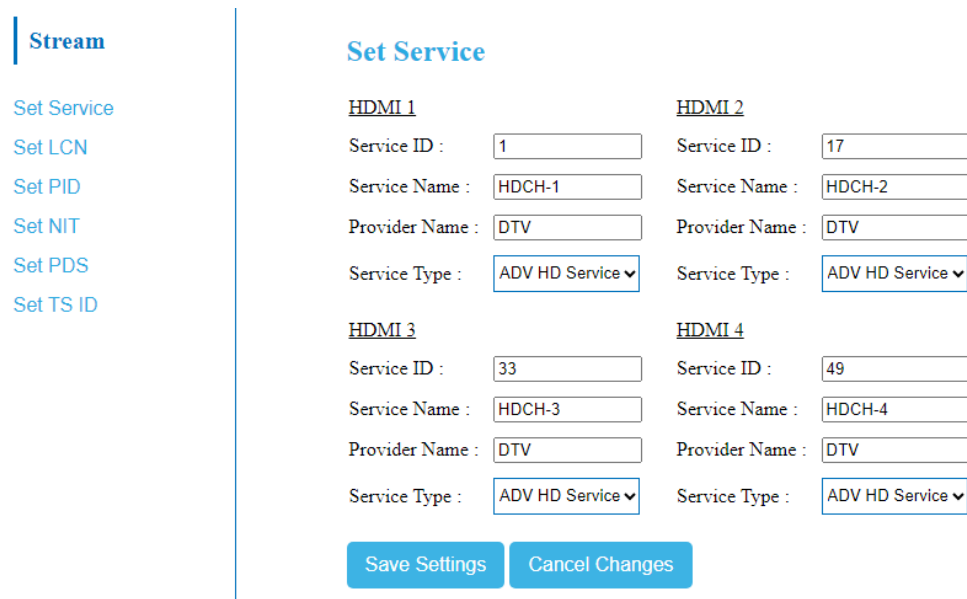 Stream
Set Service
Set LCN
Set PID
Set NIT
Set PDS
Set TS ID
Set Service
HDMI 1 HDMI 2
Service ID : 1 Service ID : 17
Service Name : HDCH-1 Service Name : HDCH-2
Provider Name : DTV Provider Name : DTV
Service Type : ADV HD Service Service Type : ADV HD Service
HDMI 3 HDMI 4
Service ID : 33 Service ID : 49
Service Name : HDCH-3 Service Name : HDCH-4
Provider Name : DTV Provider Name : DTV
Service Type : ADV HD Service Service Type : ADV HD Service
Save Settings Cancel Changes